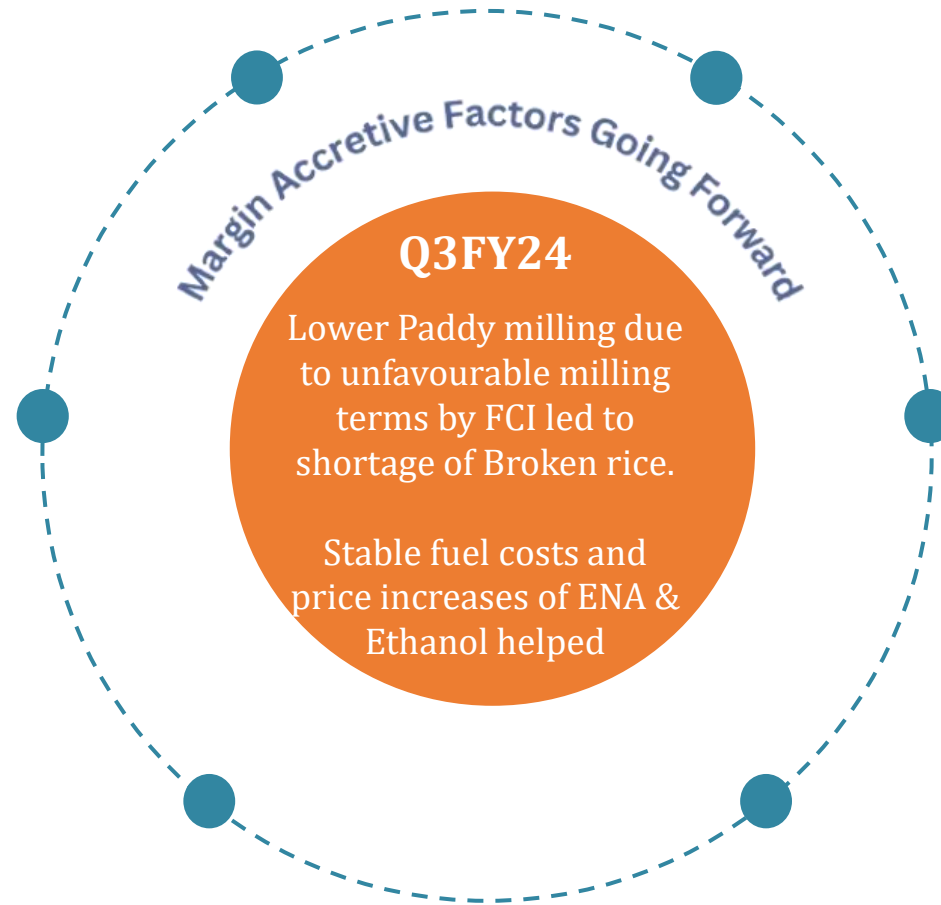 Margin Accretive Factors Going Forward
Q3FY24
Lower Paddy milling due
to unfavourable milling
terms by FCI led to
shortage of Broken rice.
Stable fuel costs and
price increases of ENA &
Ethanol helped